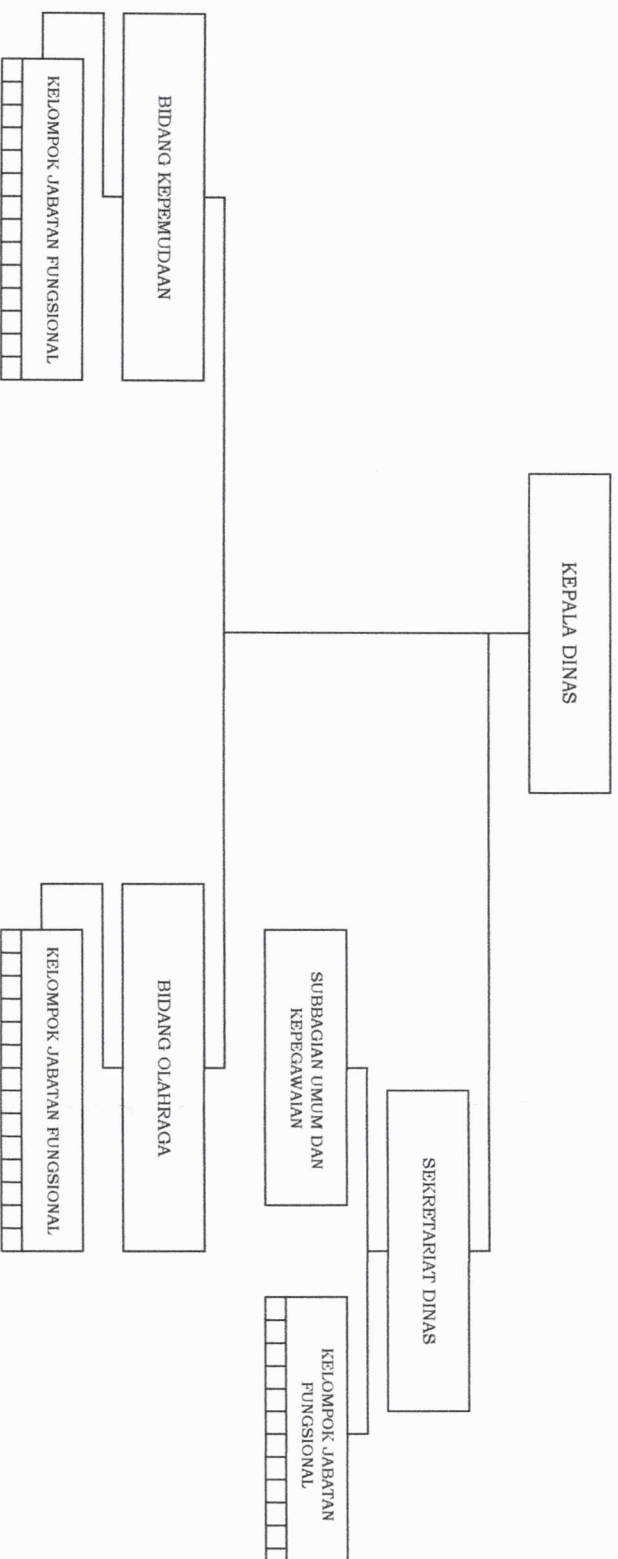 KEPALA DINAS
SEKRETARIAT DINAS
SUBBAGIAN UMUM DAN
KEPEGAWAIAN
KELOMPOK JABATAN
FUNGSIONAL
BIDANG KEPEMUDAAN
BIDANG OLAHRAGA
KELOMPOK JABATAN FUNGSIONAL
KELOMPOK JABATAN FUNGSIONAL